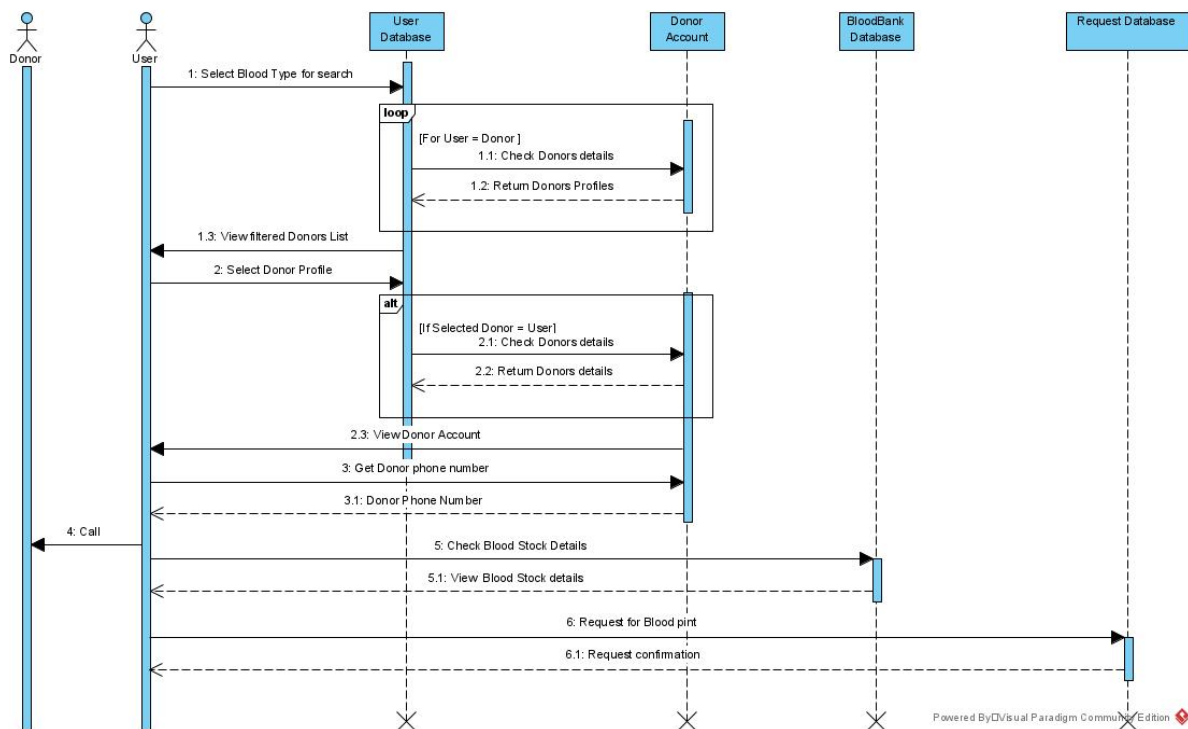 User
Database
Donor
Account
BloodBank
Database
Request Database
Donor
User
1: Select Blood Type for search
loop
[For User = Donor ]
1.1: Check Donors details
1.2: Return Donors Profiles
1.3: View filtered Donors List
2: Select Donor Profile
alt
[If Selected Donor = User]
2.1: Check Donors details
2.2: Return Donors details
2.3: View Donor Account
3: Get Donor phone number
3.1: Donor Phone Number
4: Call
5: Check Blood Stock Details
5.1: View Blood Stock details
6: Request for Blood pint
6.1: Request confirmation
Powered By□Visual Paradigm Community Edition